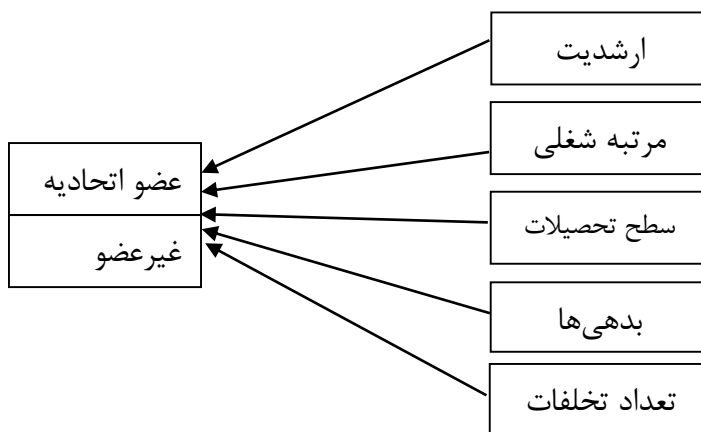 ارشدیت
مرتبه شغلی
سطح تحصیلات
بدهی‌ها
تعداد تخلفات
عضو اتحادیه
غیرعضو